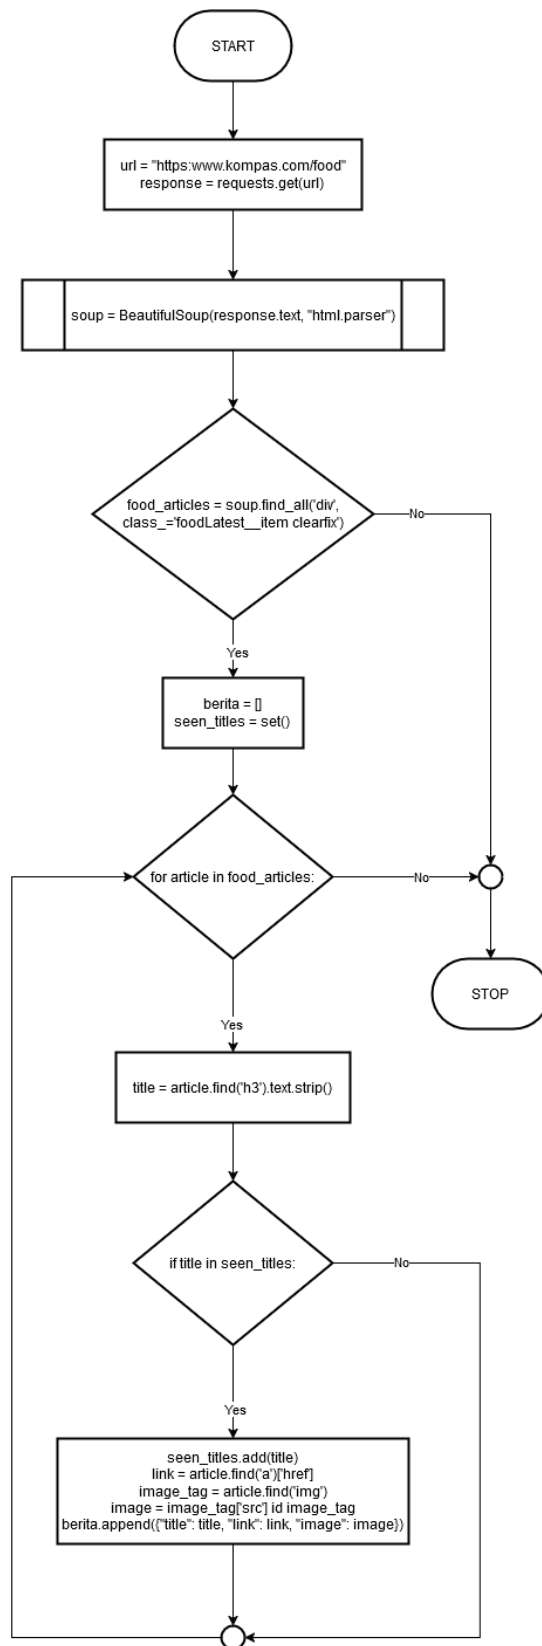 START
url = "https:www.kompas.com/food"
response = requests.get(url)
soup = BeautifulSoup(response.text, "html.parser")
food_articles = soup.find_all('div',
class_='foodLatest__item clearfix')
No
Yes
berita = []
seen_titles = set()
for article in food_articles:
No
STOP
Yes
title = article.find('h3').text.strip()
if title in seen_titles:
No
Yes
seen_titles.add(title)
link = article.find('a')['href']
image_tag = article.find('img')
image = image_tag['src'] id image_tag
berita.append({"title": title, "link": link, "image": image})